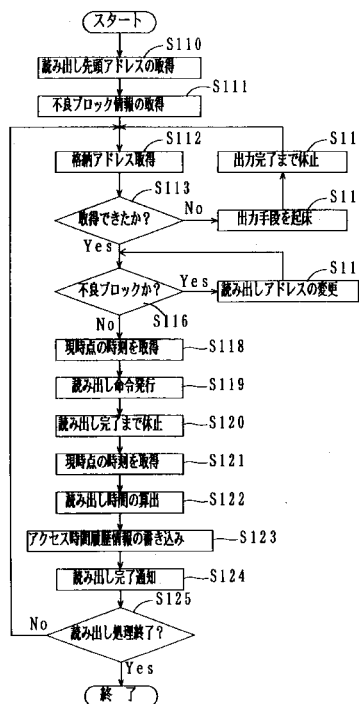 スタート
S110
読み出し先頭アドレスの取得
S111
不良ブロック情報の取得
S112
格納アドレス取得
S11
出力完了まで休止
S113
取得できたか?
No
S11
出力手段を起床
Yes
不良ブロックか?
Yes
S11
読み出しアドレスの変更
S116
No
現時点の時刻を取得
S118
読み出し命令発行
S119
読み出し完了まで休止
S120
現時点の時刻を取得
S121
読み出し時間の算出
S122
アクセス時間履歴情報の書き込み
S123
読み出し完了通知
S124
S125
No
読み出し処理終了?
Yes
終 了